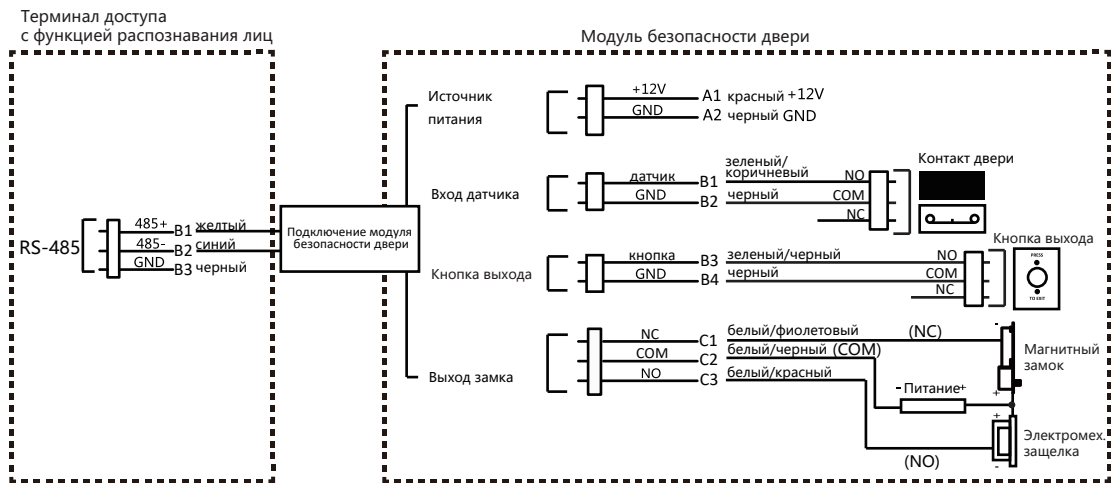 Терминал доступа
с функцией распознавания лиц
Модуль безопасности двери
RS-485
485+ B1 желтый
485- B2 синий
GND B3 черный
Подключение модуля
безопасности двери
Источник
питания
+12V A1 красный +12V
GND A2 черный GND
Вход датчика
датчик B1 зеленый/
коричневый NO
GND B2 черный COM
NC
Контакт двери
Кнопка выхода
кнопка B3 зеленый/черный NO
GND B4 черный COM
NC
Кнопка выхода
PRESS
TO EXIT
Выход замка
NC C1 белый/фиолетовый (NC)
COM C2 белый/черный (COM)
NO C3 белый/красный
- Питание+
(NO)
-
Магнитный
замок
+
+
Электромех.
защелка
-